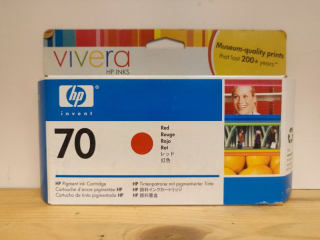 vivera
HP INKS
Museum-quality prints
that last 200+ years
hp
invent
70
Red
Rouge
Rojo
Rot
レッド
红色
HP Pigment Ink Cartridge
Cartouche d'encre pigmentée HP
Cartucho de tinta pigmentada HP
HP Tintenpatrone mit pigmentierter Tinte
HP 顔料インクカートリッジ
HP 颜料墨盒